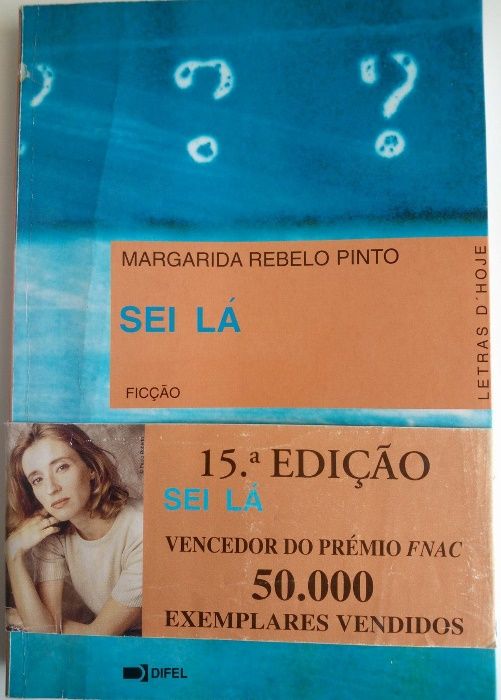 ? ? ?
MARGARIDA REBELO PINTO
SEI LÁ
FICÇÃO
LETRAS D'HOJE
15.ª EDIÇÃO
SEI LÁ
VENCEDOR DO PRÉMIO FNAC
50.000
EXEMPLARES VENDIDOS
DIFEL